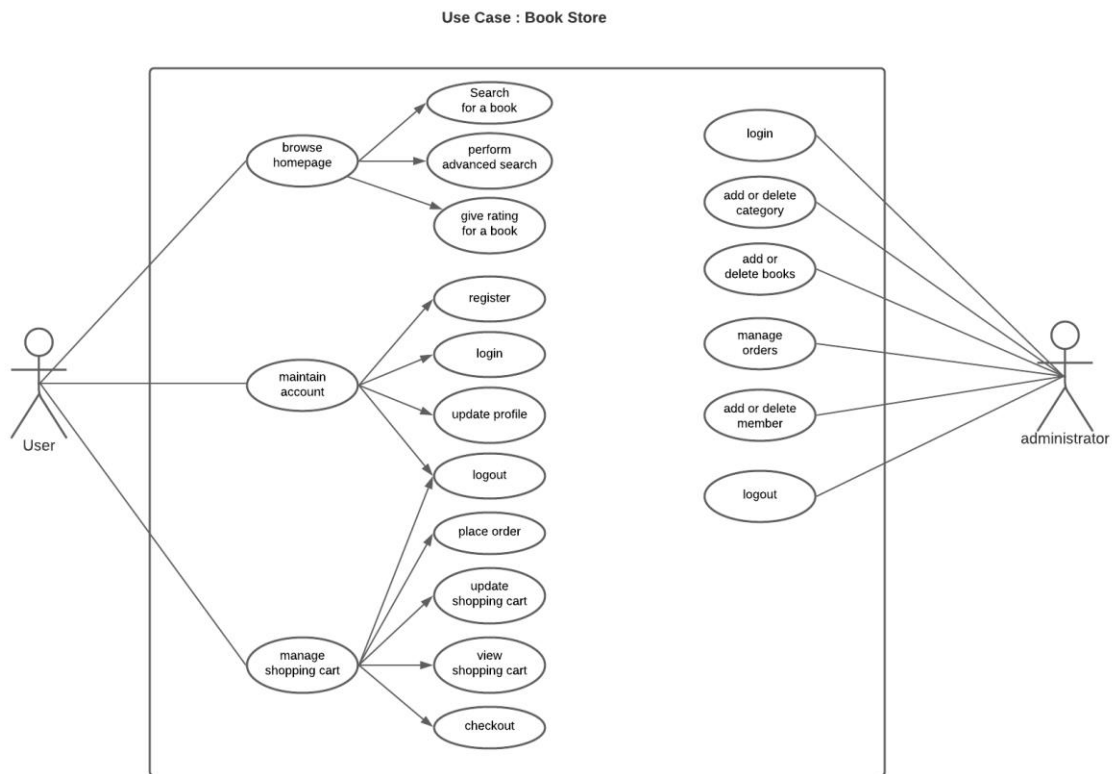 Use Case : Book Store
Search
for a book
browse
homepage
perform
advanced search
give rating
for a book
register
login
maintain
account
update profile
logout
place order
update
shopping cart
manage
shopping cart
view
shopping cart
checkout
User
login
add or delete
category
add or
delete books
manage
orders
add or delete
member
logout
administrator